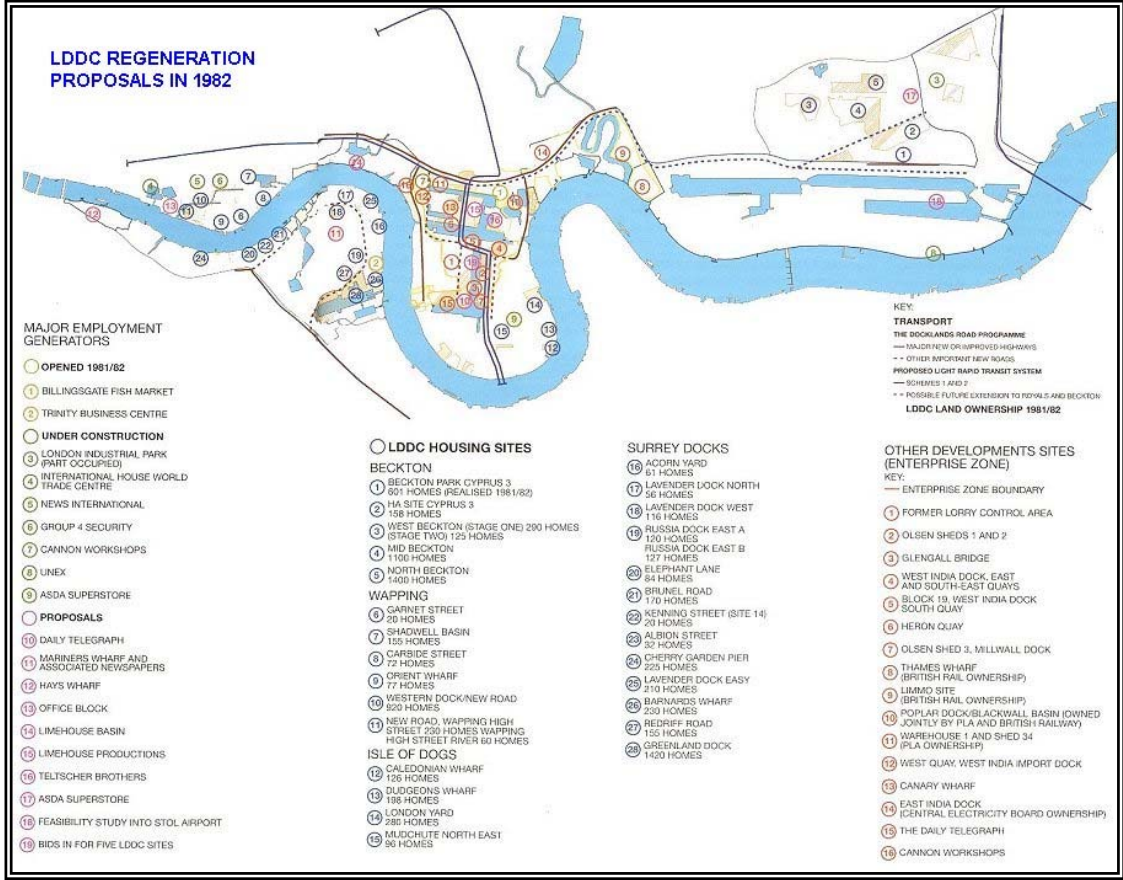 LDDC REGENERATION
PROPOSALS IN 1982
KEY:
TRANSPORT
THE DOCKLANDS ROAD PROGRAMME
MAJOR NEW OR IMPROVED HIGHWAYS
OTHER IMPORTANT NEW ROADS
PROPOSED LIGHT RAPID TRANSIT SYSTEM
SCHEMES 1 AND 2
POSSIBLE FUTURE EXTENSION TO ROYALS AND BECKTON
LDDC LAND OWNERSHIP 1981/82
MAJOR EMPLOYMENT
GENERATORS
OPENED 1981/82
1 BILLINGSGATE FISH MARKET
2 TRINITY BUSINESS CENTRE
UNDER CONSTRUCTION
3 LONDON INDUSTRIAL PARK
(PART OCCUPIED)
4 INTERNATIONAL HOUSE WORLD
TRADE CENTRE
5 NEWS INTERNATIONAL
6 GROUP 4 SECURITY
7 CANNON WORKSHOPS
8 UNEX
9 ASDA SUPERSTORE
PROPOSALS
10 DAILY TELEGRAPH
11 MARINERS WHARF AND
ASSOCIATED NEWSPAPERS
12 HAYS WHARF
13 OFFICE BLOCK
14 LIMEHOUSE BASIN
15 LIMEHOUSE PRODUCTIONS
16 TELTSCHER BROTHERS
17 ASDA SUPERSTORE
18 FEASIBILITY STUDY INTO STOL AIRPORT
19 BIDS IN FOR FIVE LDDC SITES
LDDC HOUSING SITES
BECKTON
1 BECKTON PARK CYPRUS 3
601 HOMES (REALISED 1981/82)
2 HA SITE CYPRUS 3
158 HOMES
3 WEST BECKTON (STAGE ONE) 290 HOMES
(STAGE TWO) 125 HOMES
4 MID BECKTON
1100 HOMES
5 NORTH BECKTON
1400 HOMES
WAPPING
6 GARNET STREET
20 HOMES
7 SHADWELL BASIN
155 HOMES
8 CARBIDE STREET
72 HOMES
9 ORIENT WHARF
77 HOMES
10 WESTERN DOCK/NEW ROAD
920 HOMES
11 NEW ROAD, WAPPING HIGH
STREET 230 HOMES WAPPING
HIGH STREET RIVER 60 HOMES
ISLE OF DOGS
12 CALEDONIAN WHARF
126 HOMES
13 DUDGEONS WHARF
198 HOMES
14 LONDON YARD
280 HOMES
15 MUDCHUTE NORTH EAST
96 HOMES
SURREY DOCKS
16 ACORN YARD
61 HOMES
17 LAVENDER DOCK NORTH
56 HOMES
18 LAVENDER DOCK WEST
116 HOMES
19 RUSSIA DOCK EAST A
120 HOMES
RUSSIA DOCK EAST B
127 HOMES
20 ELEPHANT LANE
84 HOMES
21 BRUNEL ROAD
170 HOMES
22 KENNING STREET (SITE 14)
20 HOMES
23 ALBION STREET
32 HOMES
24 CHERRY GARDEN PIER
225 HOMES
25 LAVENDER DOCK EASY
210 HOMES
26 BARNARDS WHARF
230 HOMES
27 REDRIFF ROAD
155 HOMES
28 GREENLAND DOCK
1420 HOMES
OTHER DEVELOPMENTS SITES
(ENTERPRISE ZONE)
KEY:
ENTERPRISE ZONE BOUNDARY
1 FORMER LORRY CONTROL AREA
2 OLSEN SHEDS 1 AND 2
3 GLENGALL BRIDGE
4 WEST INDIA DOCK, EAST
AND SOUTH-EAST QUAYS
5 BLOCK 19, WEST INDIA DOCK
SOUTH QUAY
6 HERON QUAY
7 OLSEN SHED 3, MILLWALL DOCK
8 THAMES WHARF
(BRITISH RAIL OWNERSHIP)
9 LIMMO SITE
(BRITISH RAIL OWNERSHIP)
10 POPLAR DOCK/BLACKWALL BASIN (OWNED
JOINTLY BY PLA AND BRITISH RAILWAY)
11 WAREHOUSE 1 AND SHED 34
(PLA OWNERSHIP)
12 WEST QUAY, WEST INDIA IMPORT DOCK
13 CANARY WHARF
14 EAST INDIA DOCK
(CENTRAL ELECTRICITY BOARD OWNERSHIP)
15 THE DAILY TELEGRAPH
16 CANNON WORKSHOPS